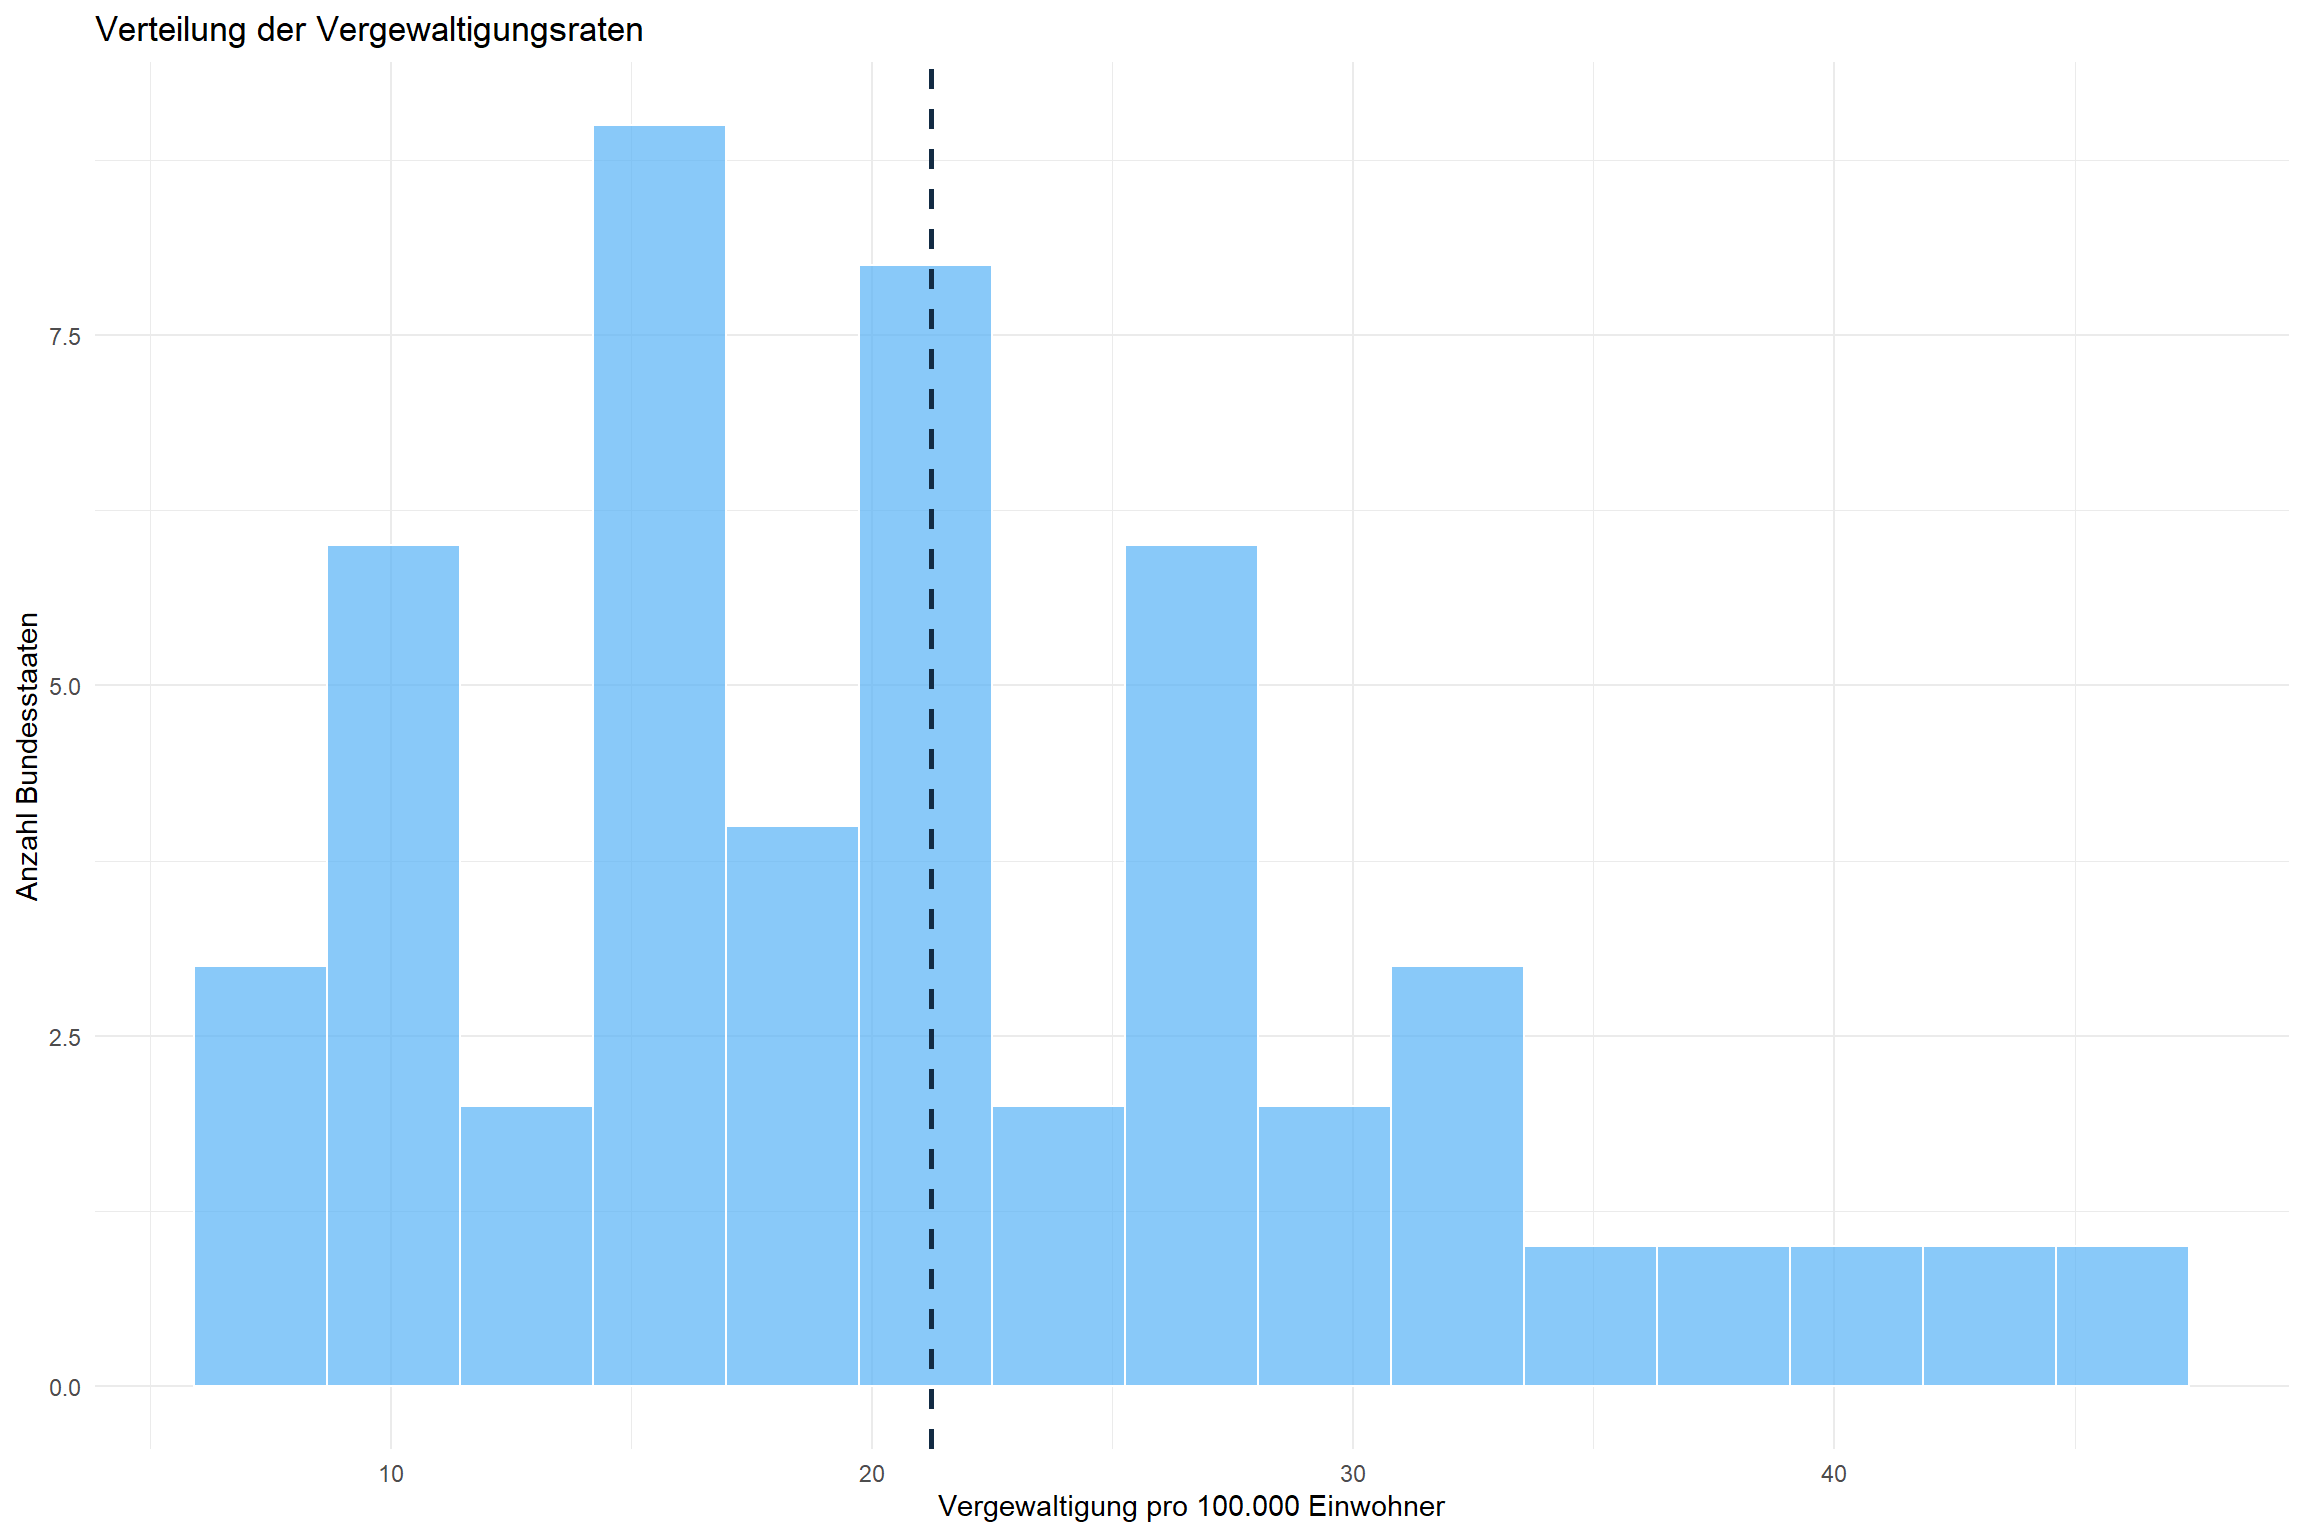 Verteilung der Vergewaltigungsraten
Anzahl Bundesstaaten
7.5
5.0
2.5
0.0
10
20
30
40
Vergewaltigung pro 100.000 Einwohner